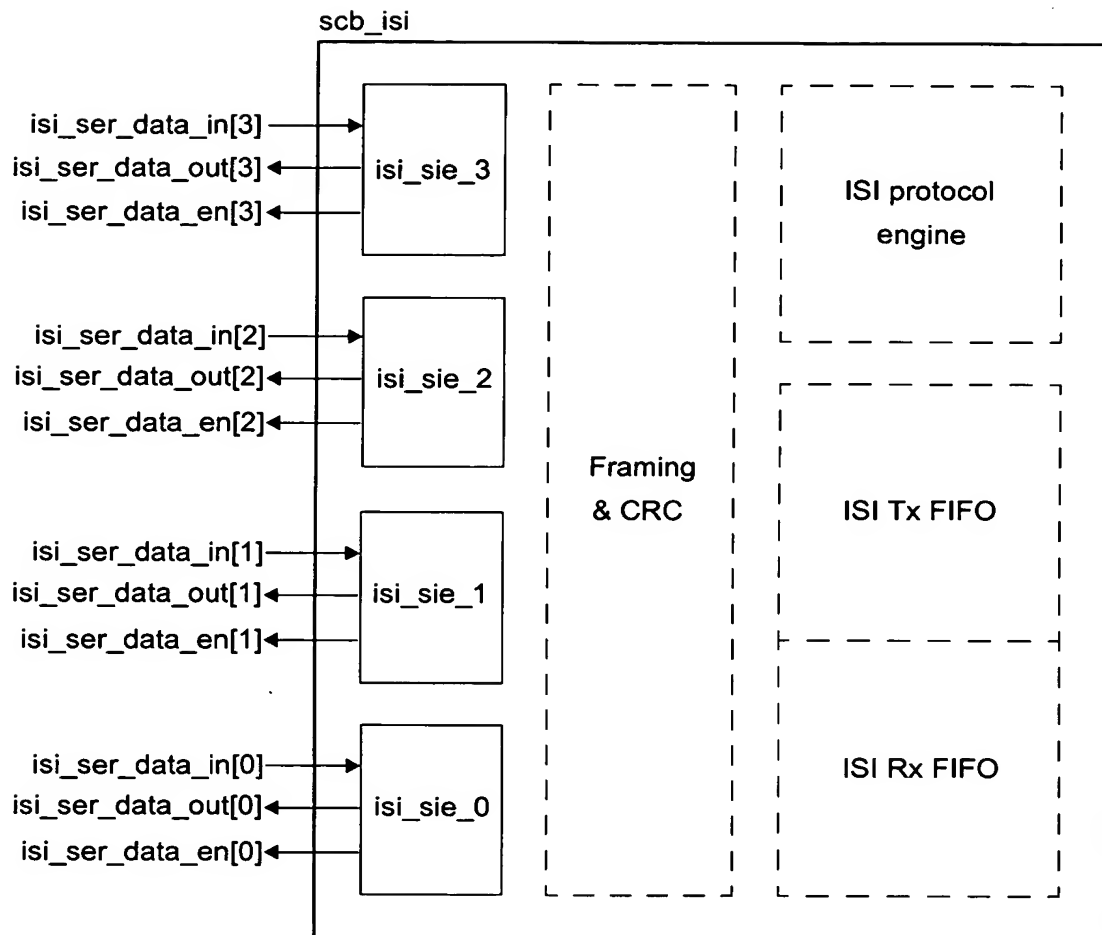 scb_isi
isi_ser_data_in[3]
isi_ser_data_out[3]
isi_ser_data_en[3]
isi_sie_3
isi_ser_data_in[2]
isi_ser_data_out[2]
isi_ser_data_en[2]
isi_sie_2
isi_ser_data_in[1]
isi_ser_data_out[1]
isi_ser_data_en[1]
isi_sie_1
isi_ser_data_in[0]
isi_ser_data_out[0]
isi_ser_data_en[0]
isi_sie_0
Framing
& CRC
ISI protocol
engine
ISI Tx FIFO
ISI Rx FIFO